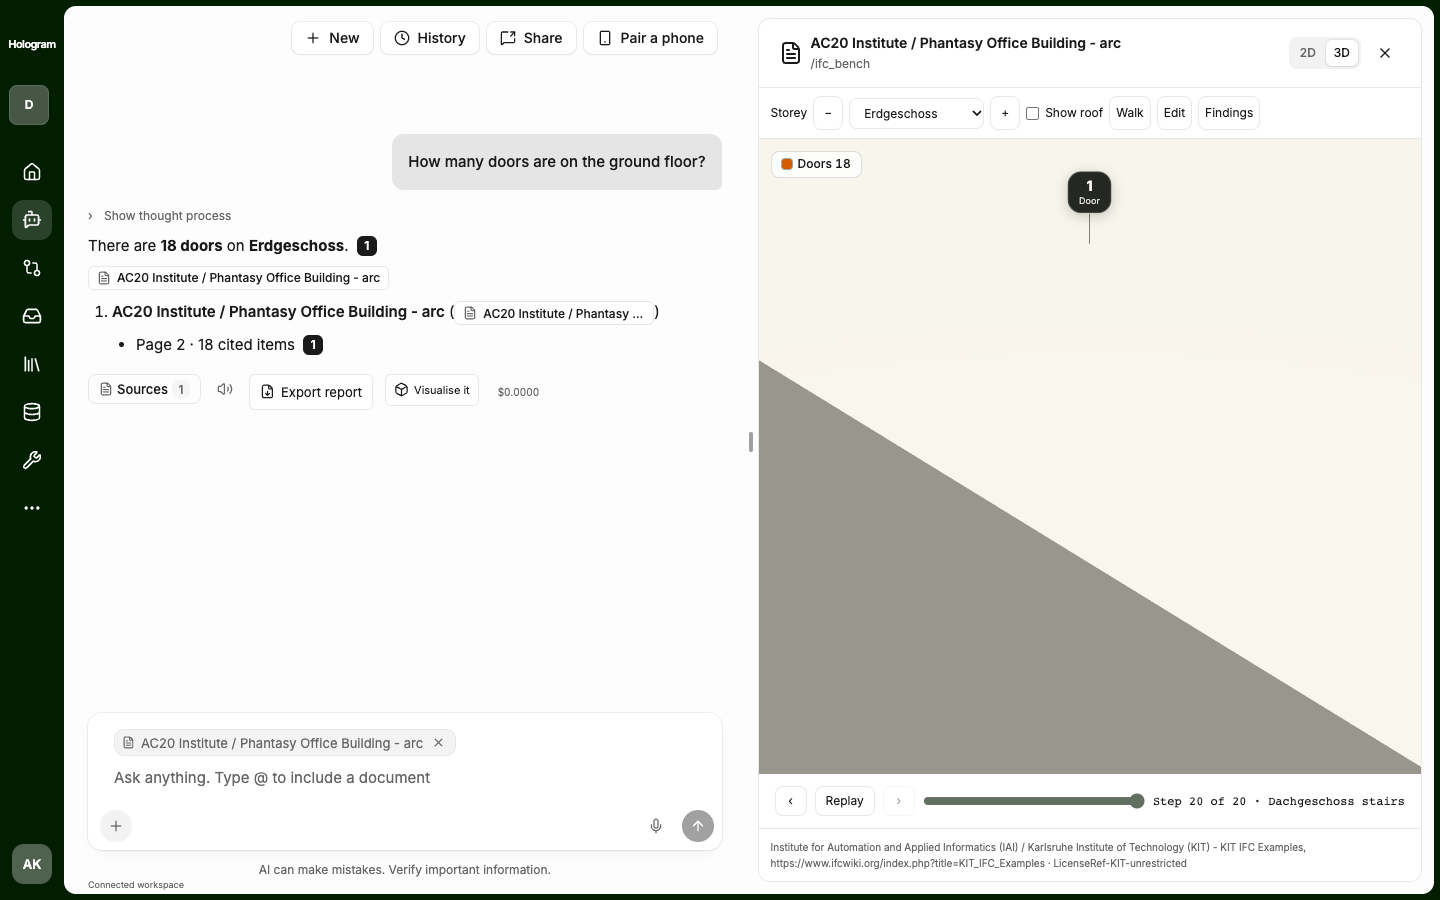 Hologram
D
AK
New
History
Share
Pair a phone
How many doors are on the ground floor?
Show thought process
There are 18 doors on Erdgeschoss. 1
AC20 Institute / Phantasy Office Building - arc
1. AC20 Institute / Phantasy Office Building - arc (AC20 Institute / Phantasy ...)
• Page 2 · 18 cited items 1
Sources 1
Export report
Visualise it
$0.0000
AC20 Institute / Phantasy Office Building - arc
Ask anything. Type @ to include a document
AI can make mistakes. Verify important information.
Connected workspace
AC20 Institute / Phantasy Office Building - arc
/ifc_bench
2D 3D
Storey − Erdgeschoss + Show roof Walk Edit Findings
Doors 18
1
Door
‹ Replay › Step 20 of 20 · Dachgeschoss stairs
Institute for Automation and Applied Informatics (IAI) / Karlsruhe Institute of Technology (KIT) - KIT IFC Examples,
https://www.ifcwiki.org/index.php?title=KIT_IFC_Examples · LicenseRef-KIT-unrestricted